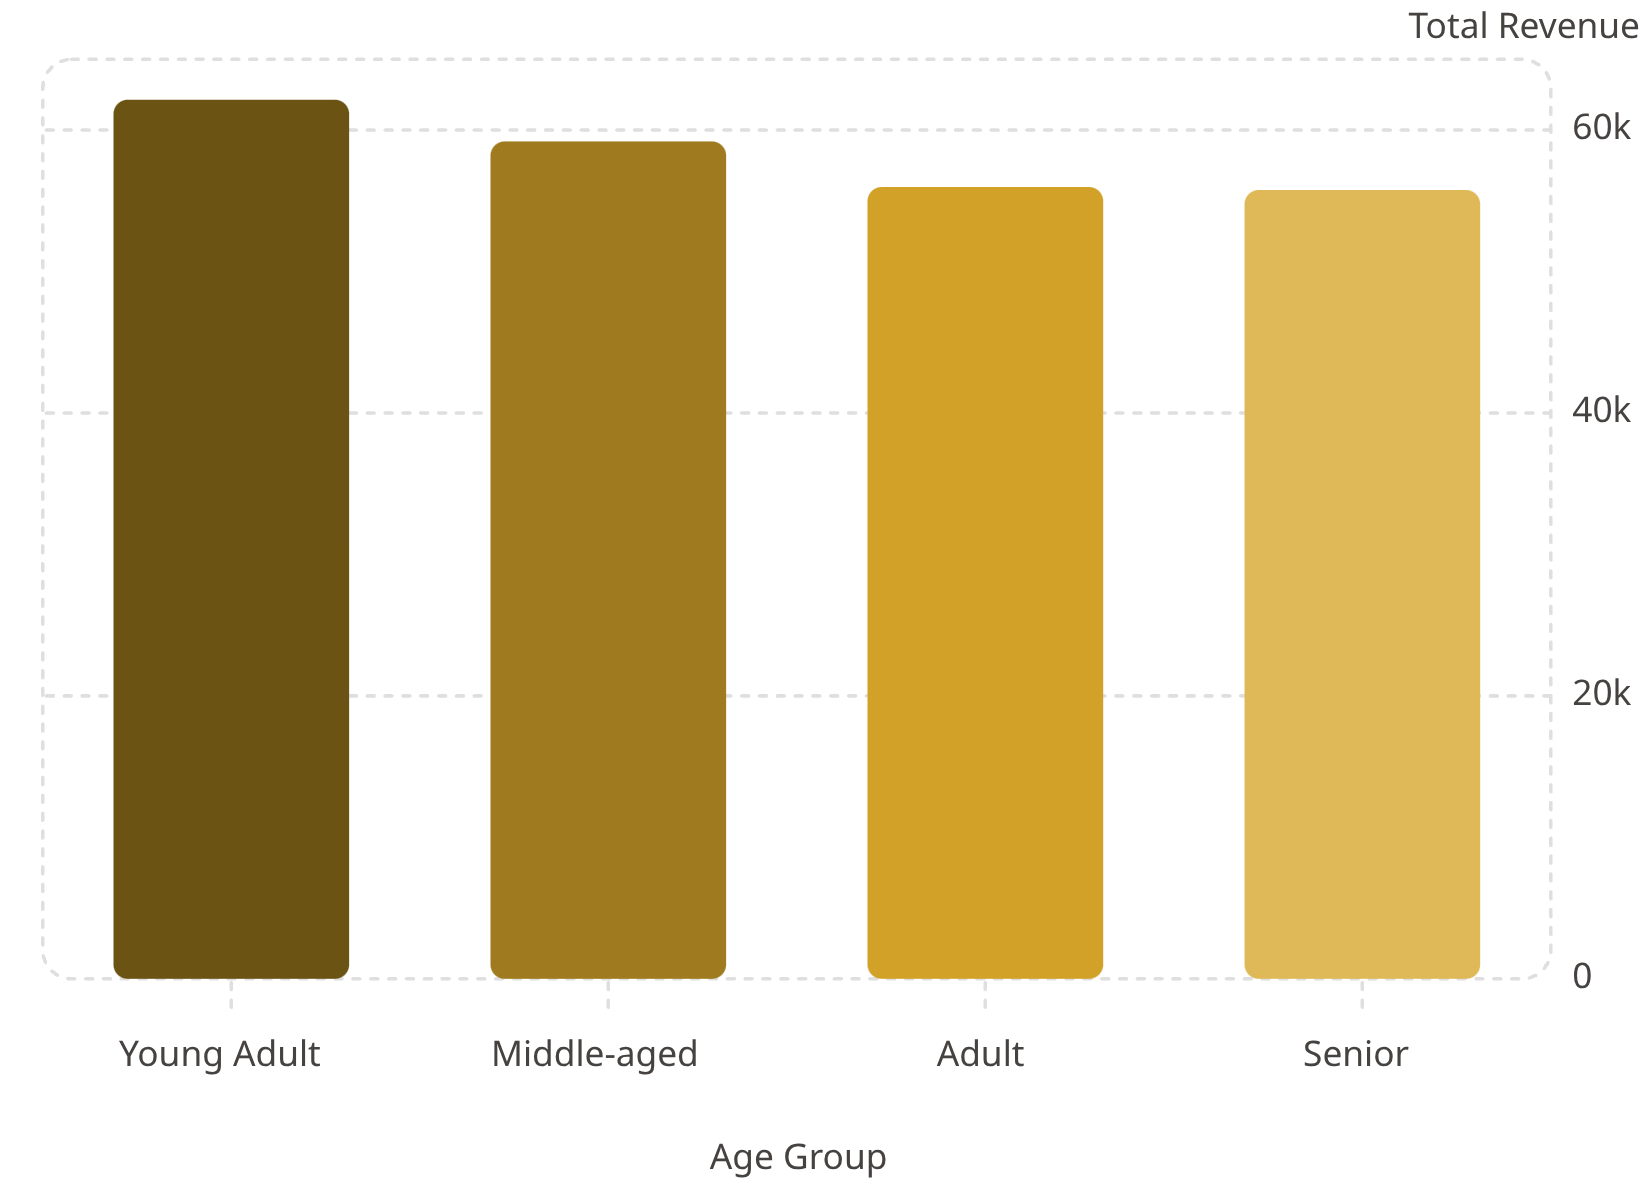 Total Revenue
60k
40k
20k
0
Young Adult Middle-aged Adult Senior
Age Group